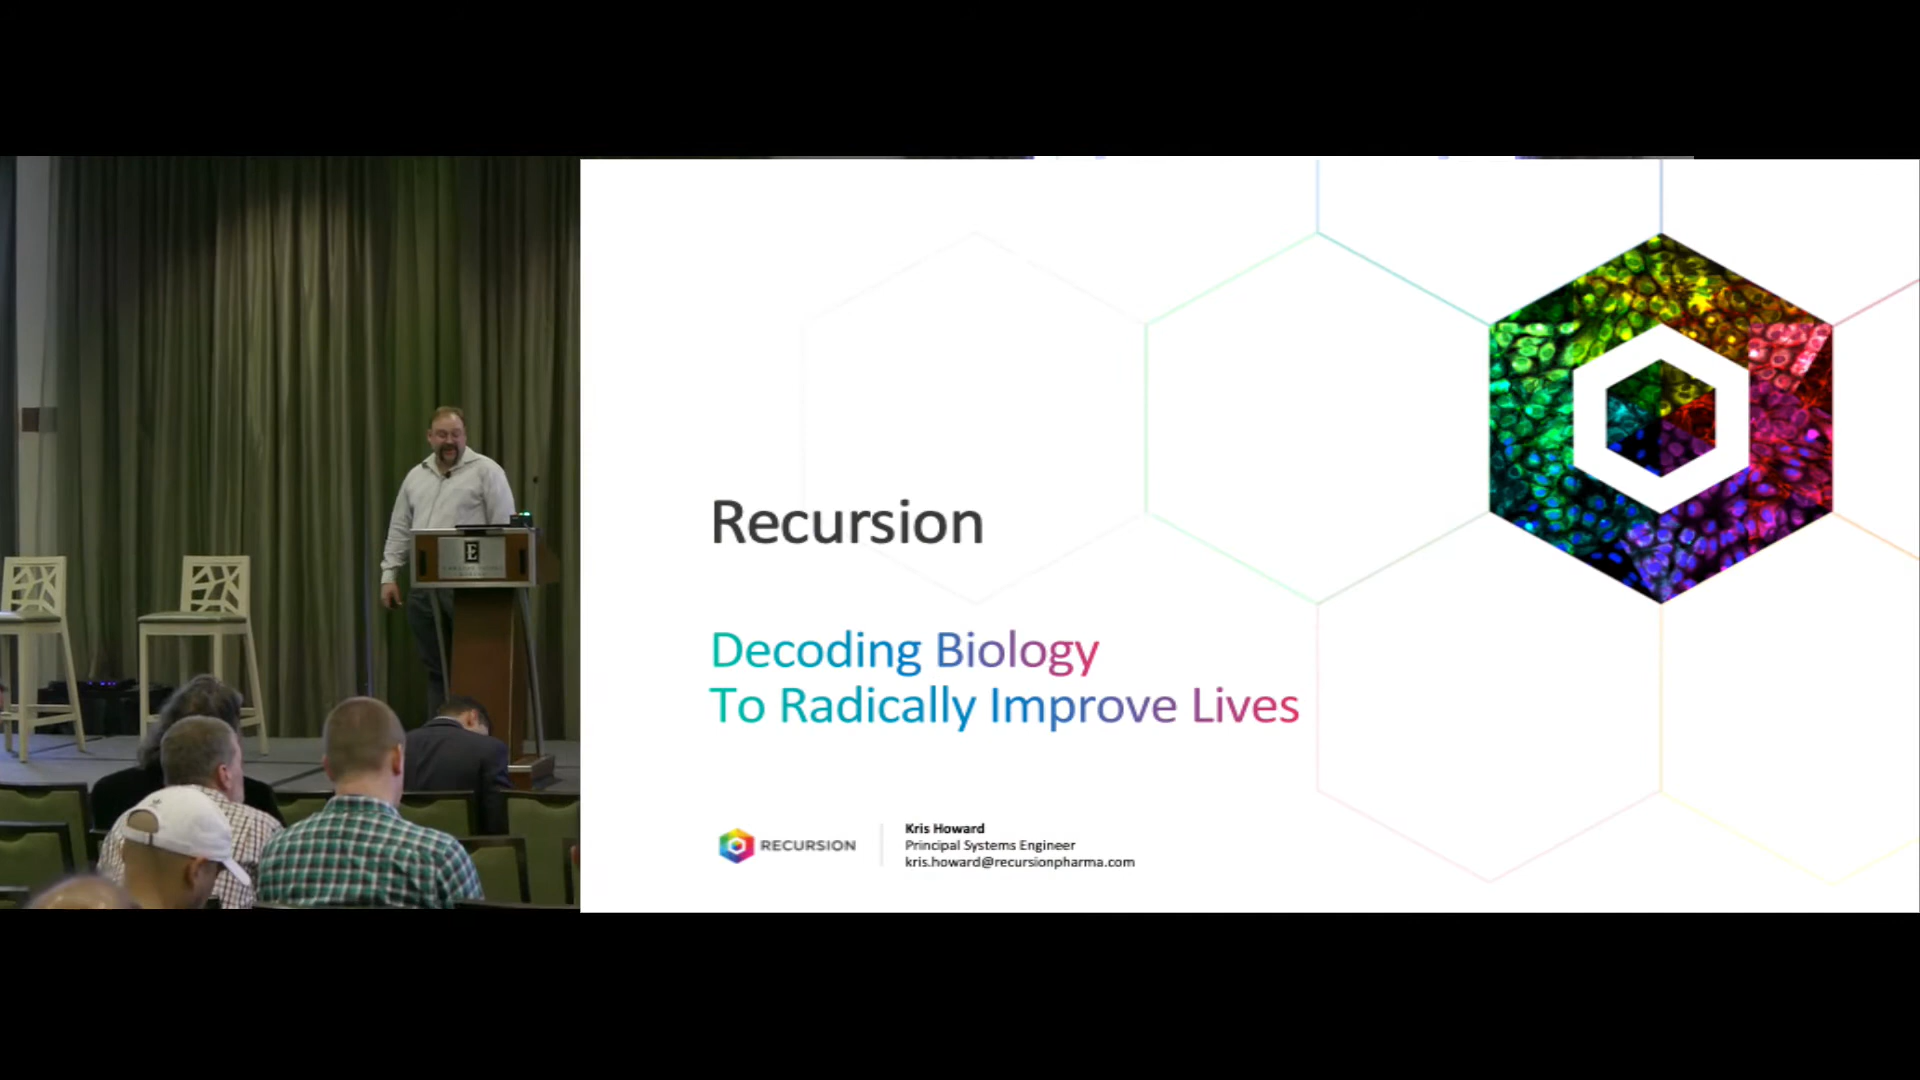 E
Recursion
Decoding Biology
To Radically Improve Lives
RECURSION
Kris Howard
Principal Systems Engineer
kris.howard@recursionpharma.com